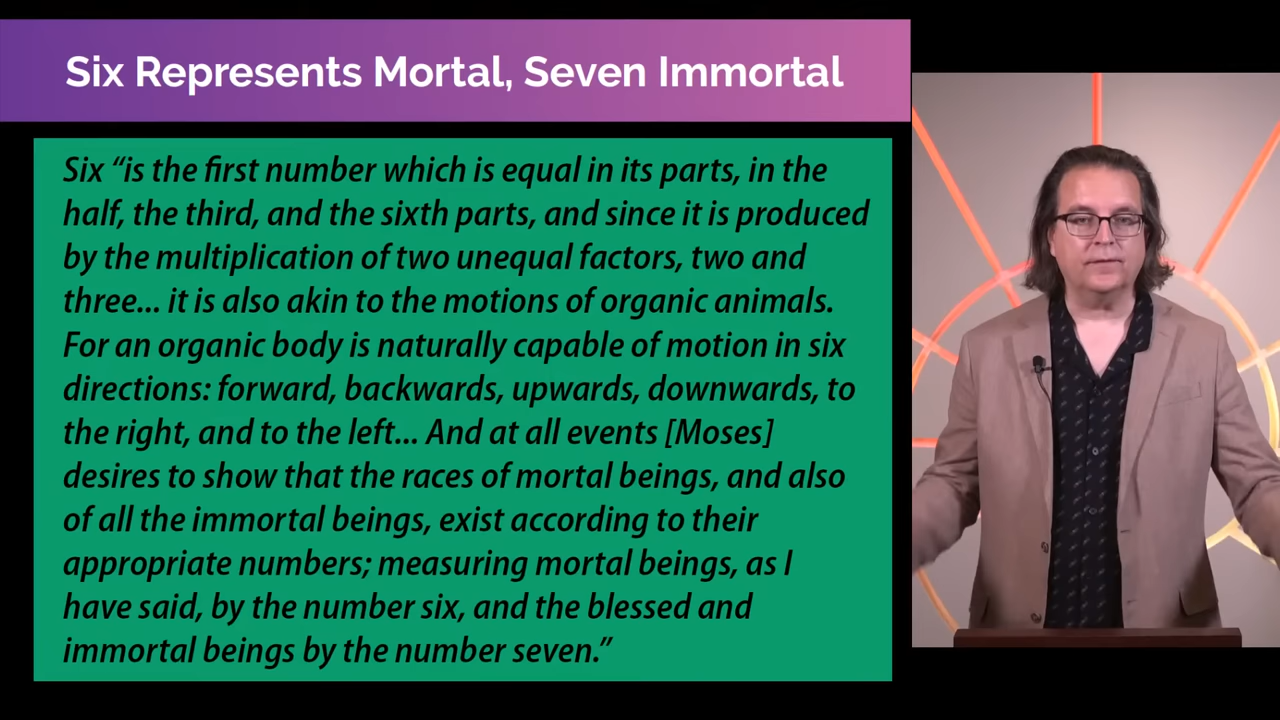 Six Represents Mortal, Seven Immortal
Six “is the first number which is equal in its parts, in the
half, the third, and the sixth parts, and since it is produced
by the multiplication of two unequal factors, two and
three... it is also akin to the motions of organic animals.
For an organic body is naturally capable of motion in six
directions: forward, backwards, upwards, downwards, to
the right, and to the left... And at all events [Moses]
desires to show that the races of mortal beings, and also
of all the immortal beings, exist according to their
appropriate numbers; measuring mortal beings, as I
have said, by the number six, and the blessed and
immortal beings by the number seven.”